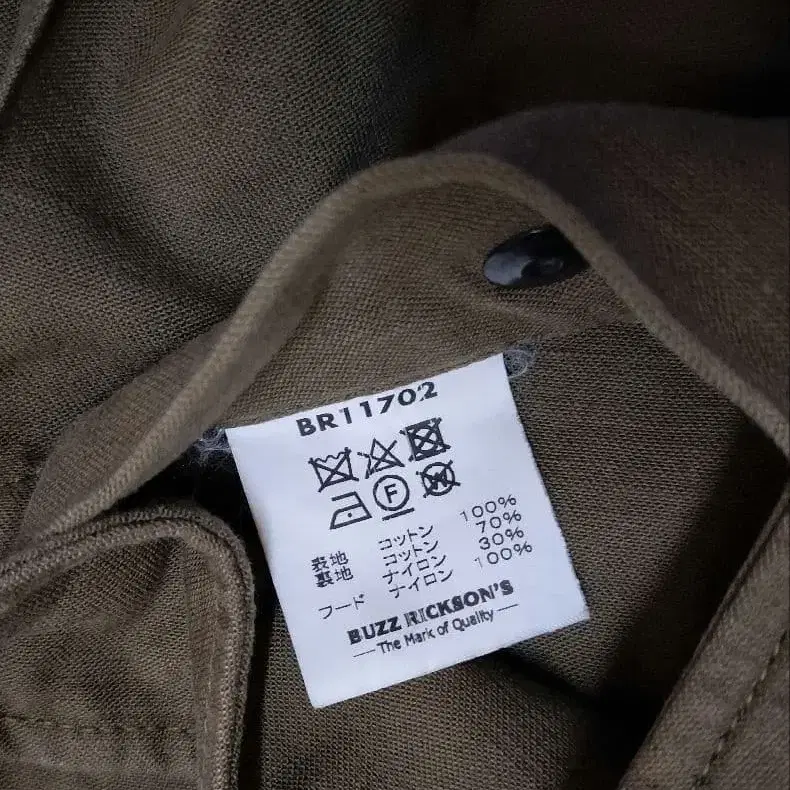 BR11702
F
W
表地 コットン 100%
裏地 コットン 70%
ナイロン 30%
フード ナイロン 100%
BUZZ RICKSON'S
The Mark of Quality